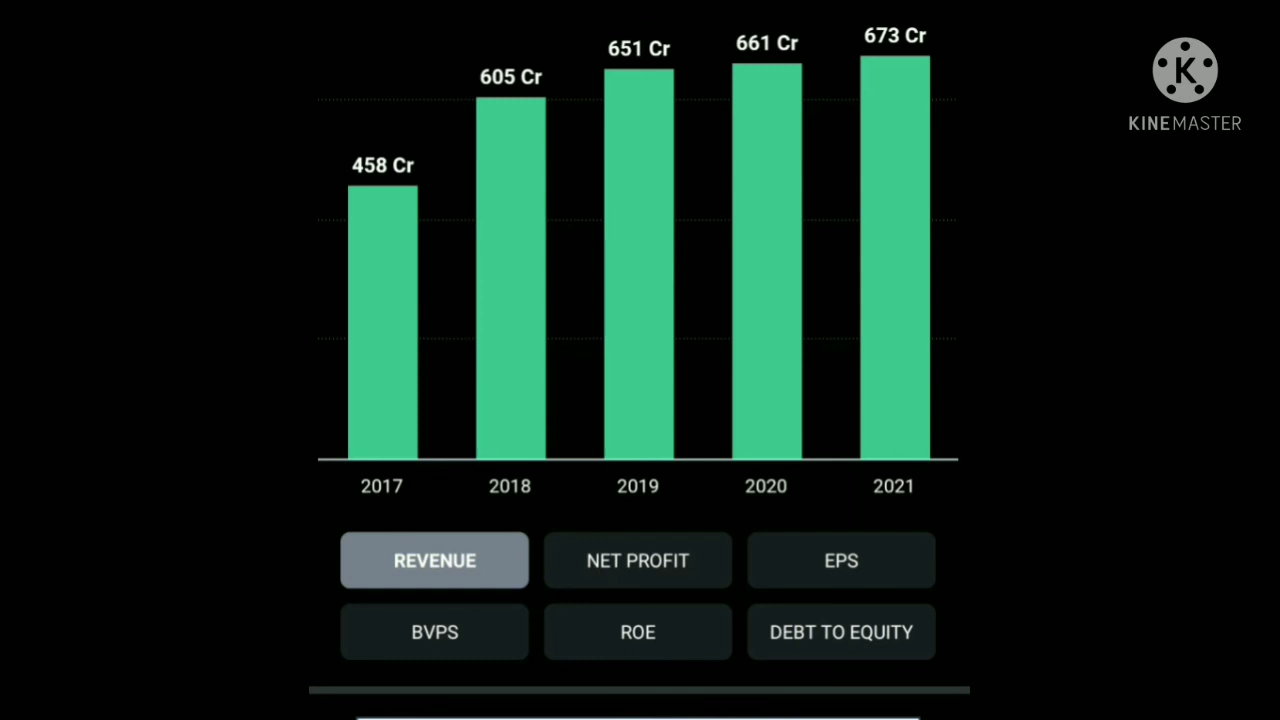 458 Cr
605 Cr
651 Cr
661 Cr
673 Cr
2017
2018
2019
2020
2021
REVENUE
NET PROFIT
EPS
BVPS
ROE
DEBT TO EQUITY
K
KINEMASTER